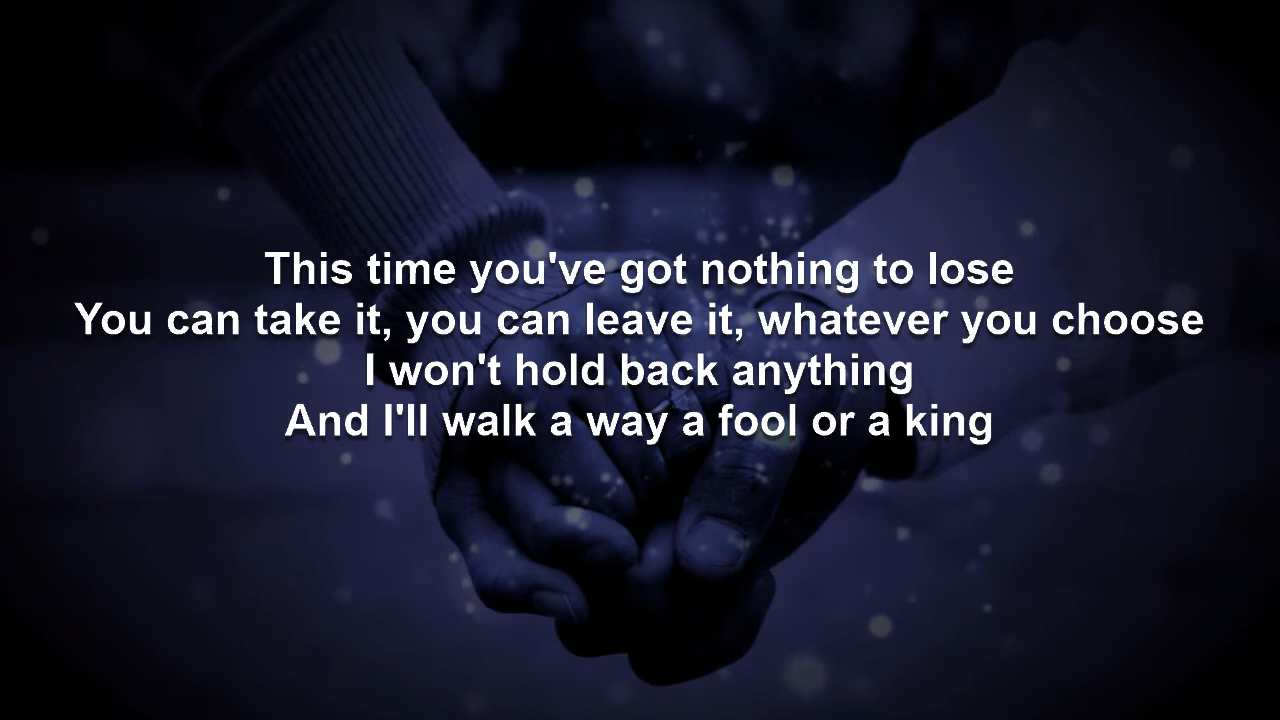 This time you've got nothing to lose
You can take it, you can leave it, whatever you choose
I won't hold back anything
And I'll walk a way a fool or a king